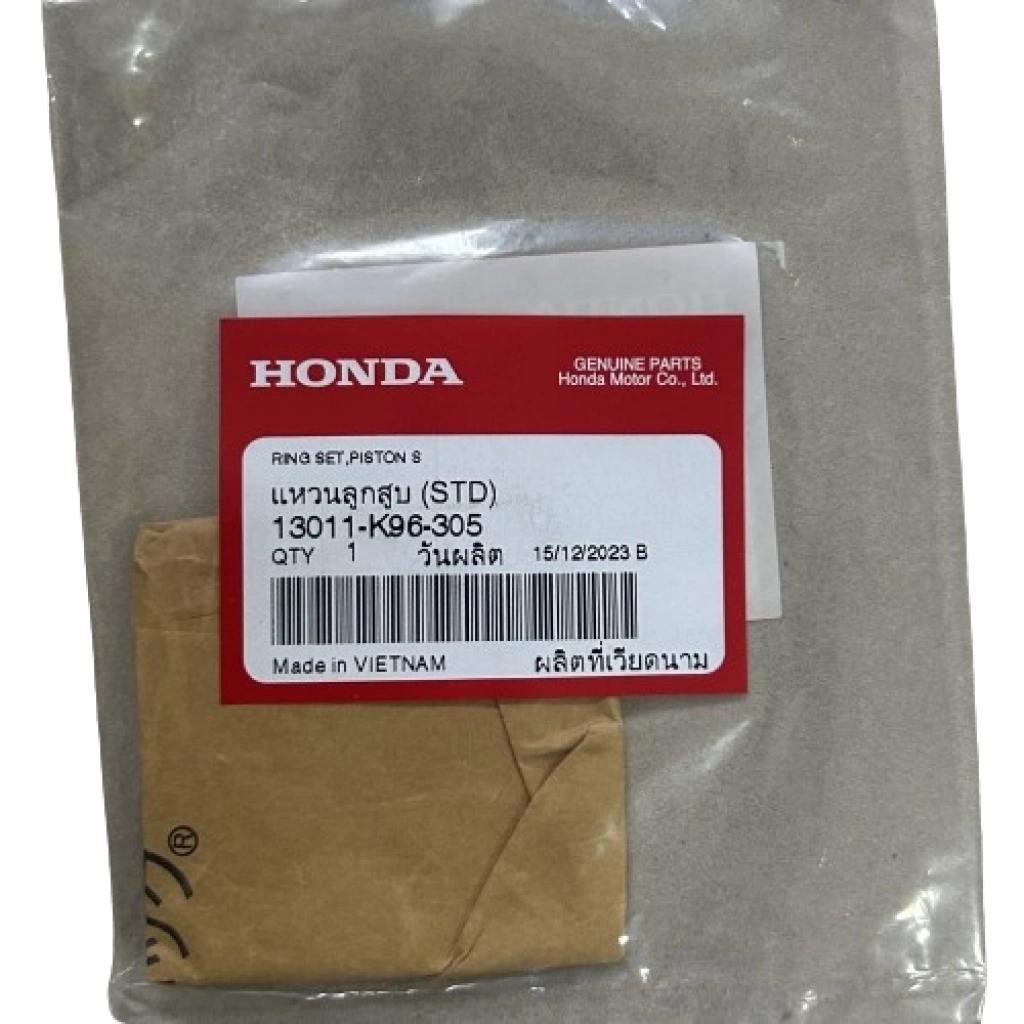 HONDA
GENUINE PARTS
Honda Motor Co., Ltd.
RING SET,PISTON S
แหวนลูกสูบ (STD)
13011-K96-305
QTY 1 วันผลิต 15/12/2023 B
Made in VIETNAM ผลิตที่เวียดนาม
®